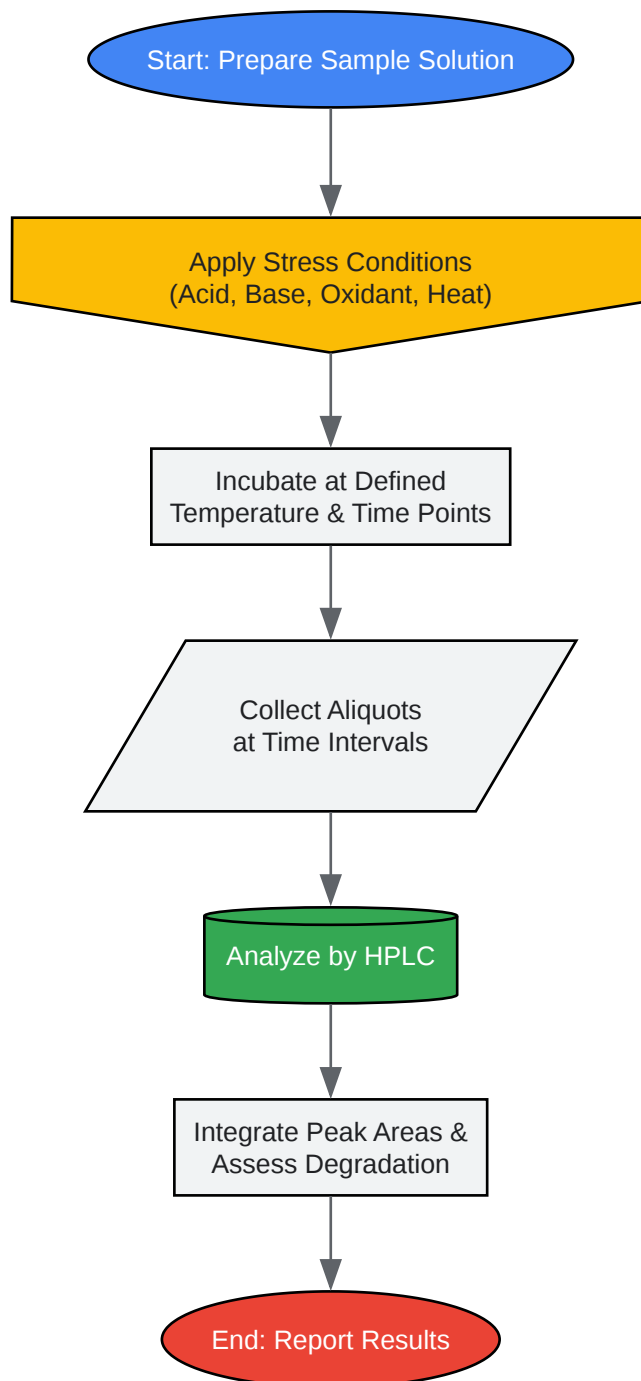 Start: Prepare Sample Solution
Apply Stress Conditions
(Acid, Base, Oxidant, Heat)
Incubate at Defined
Temperature & Time Points
Collect Aliquots
at Time Intervals
Analyze by HPLC
Integrate Peak Areas &
Assess Degradation
End: Report Results